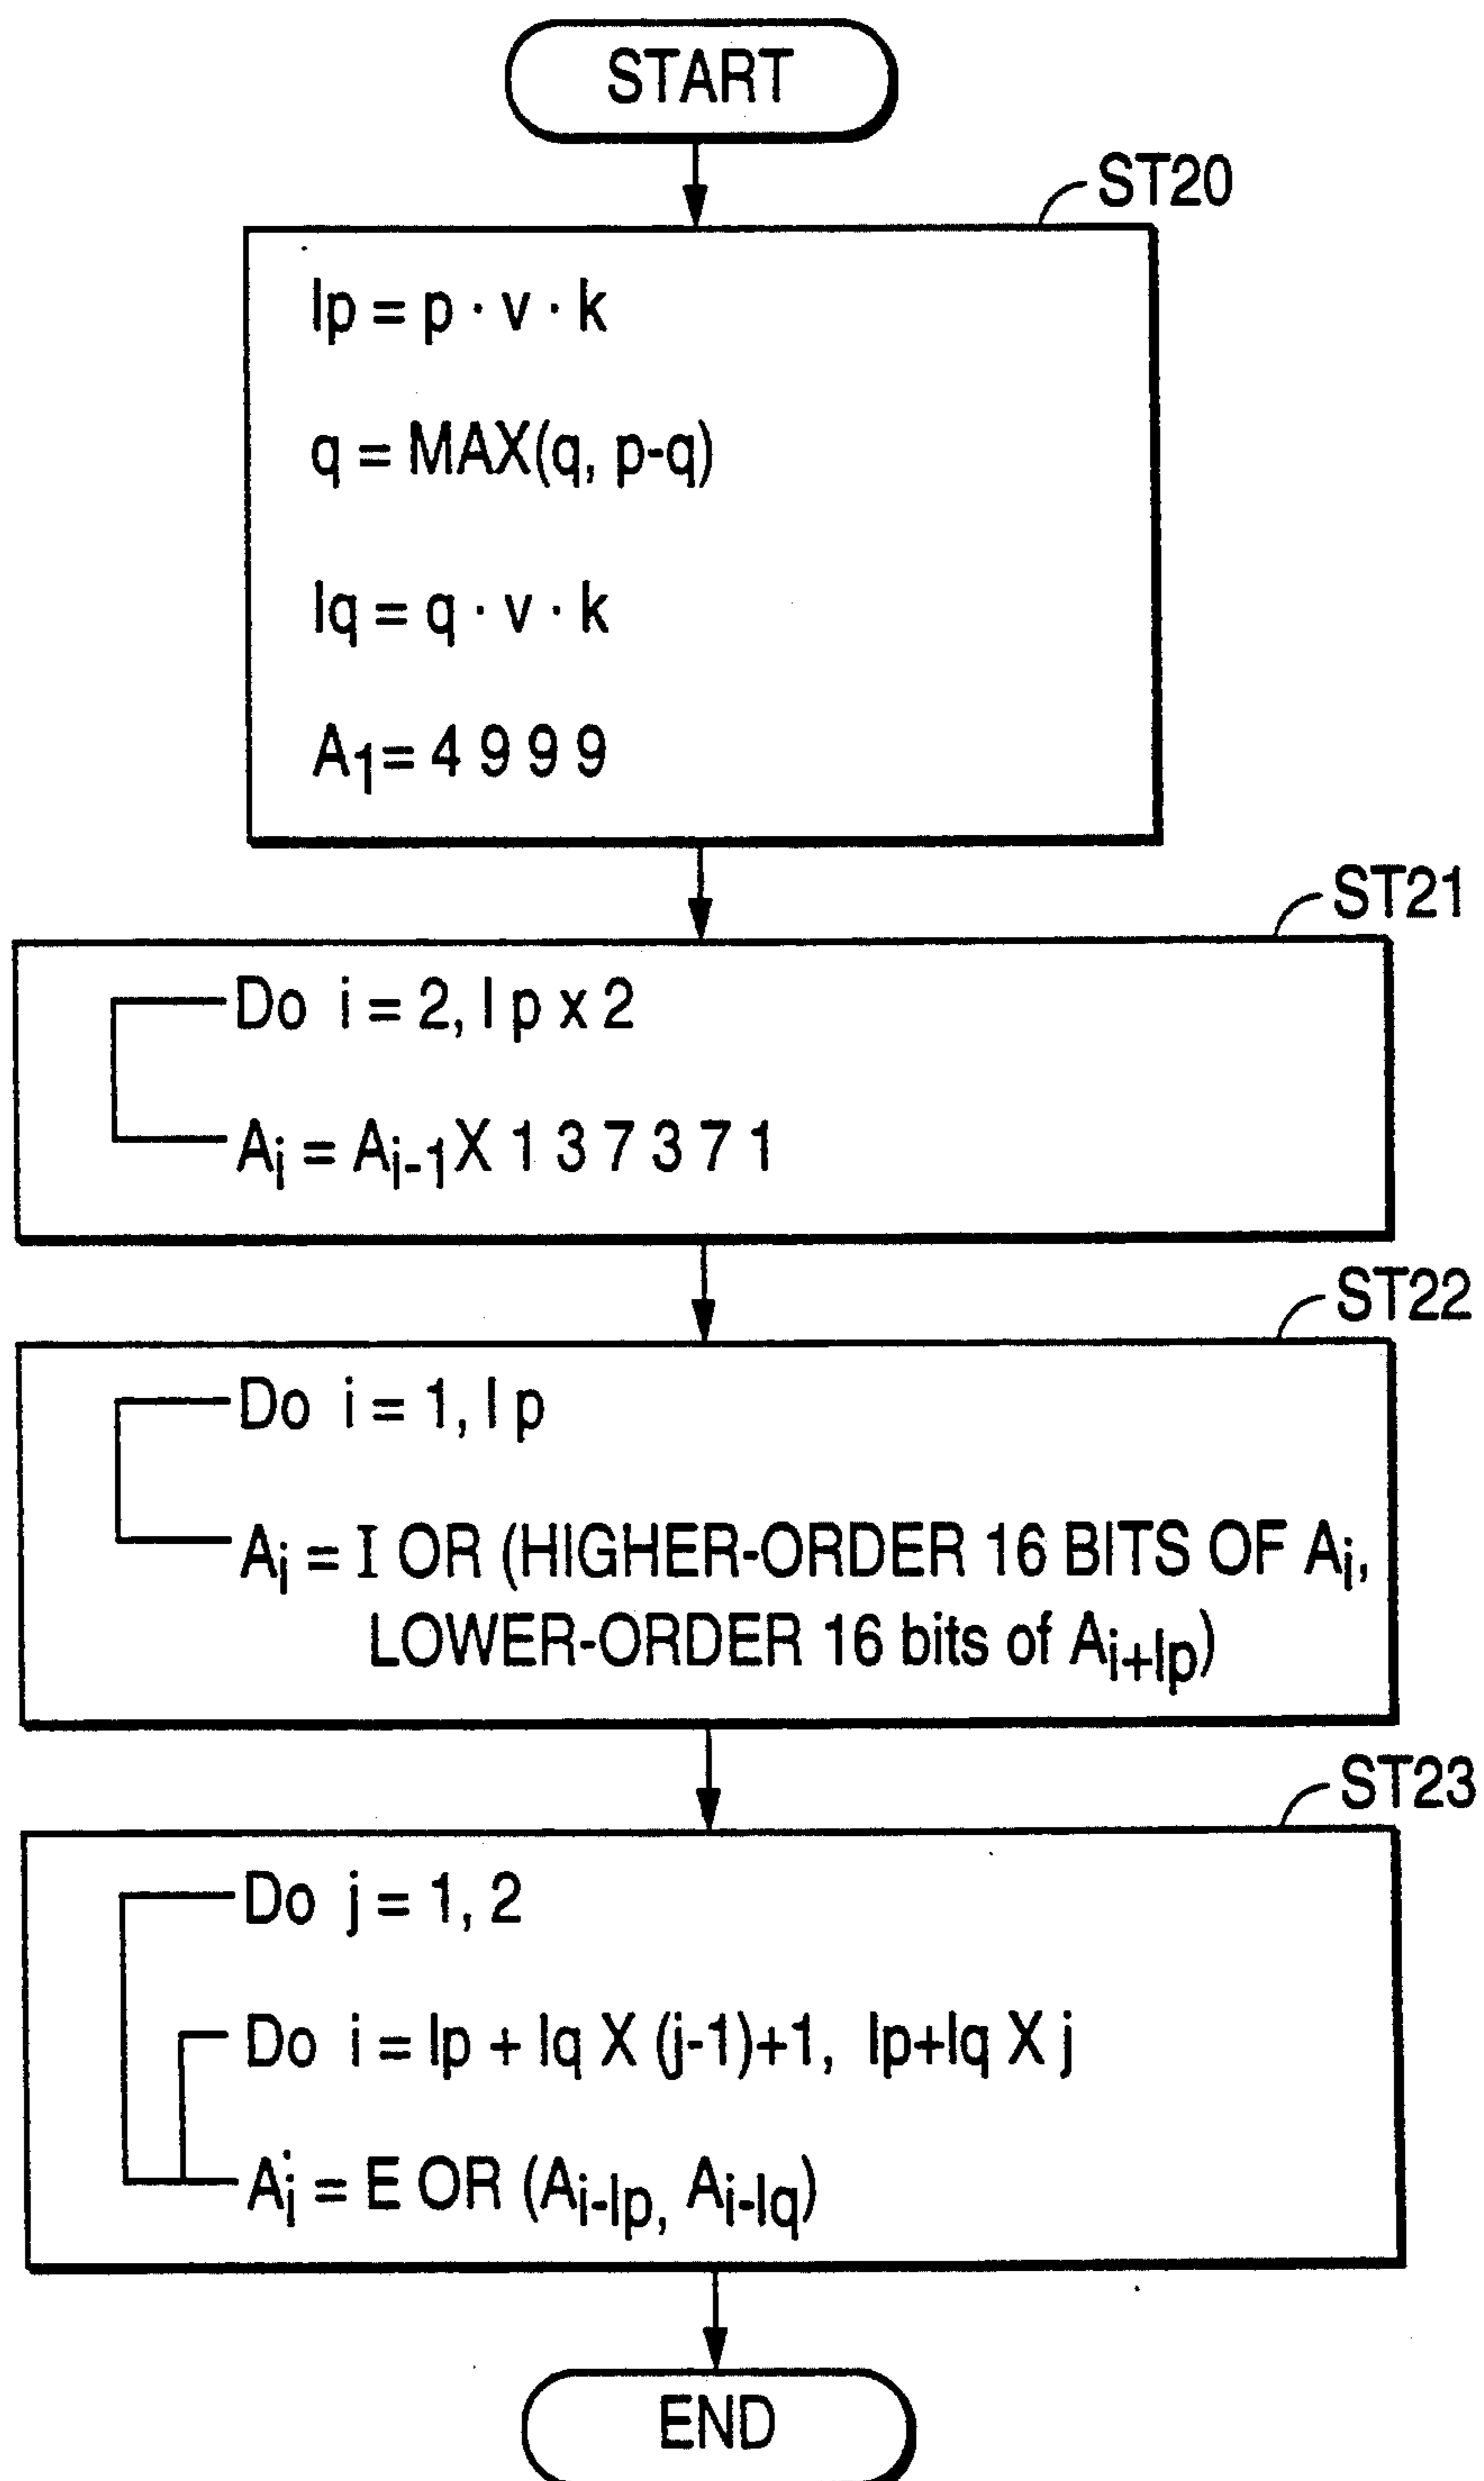 START
ST20
Ip = p · v · k
q = MAX(q, p-q)
Iq = q · v · k
A1= 4 9 9 9
ST21
Do i = 2, I p x 2
Ai = Ai-1 X 1 3 7 3 7 1
ST22
Do i = 1, I p
Ai = I OR (HIGHER-ORDER 16 BITS OF Ai,
LOWER-ORDER 16 bits of Ai+Ip)
ST23
Do j = 1, 2
Do i = Ip + Iq X (j-1)+1, Ip+Iq X j
Ai = E OR (Ai-Ip, Ai-Iq)
END